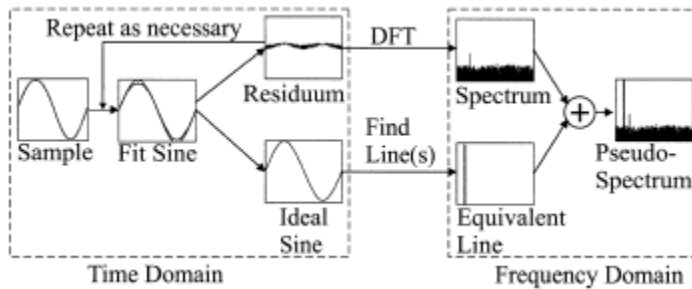 Repeat as necessary
DFT
Residuum
Spectrum
Sample
Fit Sine
Find
Line(s)
Pseudo-
Spectrum
Ideal
Sine
Equivalent
Line
Time Domain
Frequency Domain